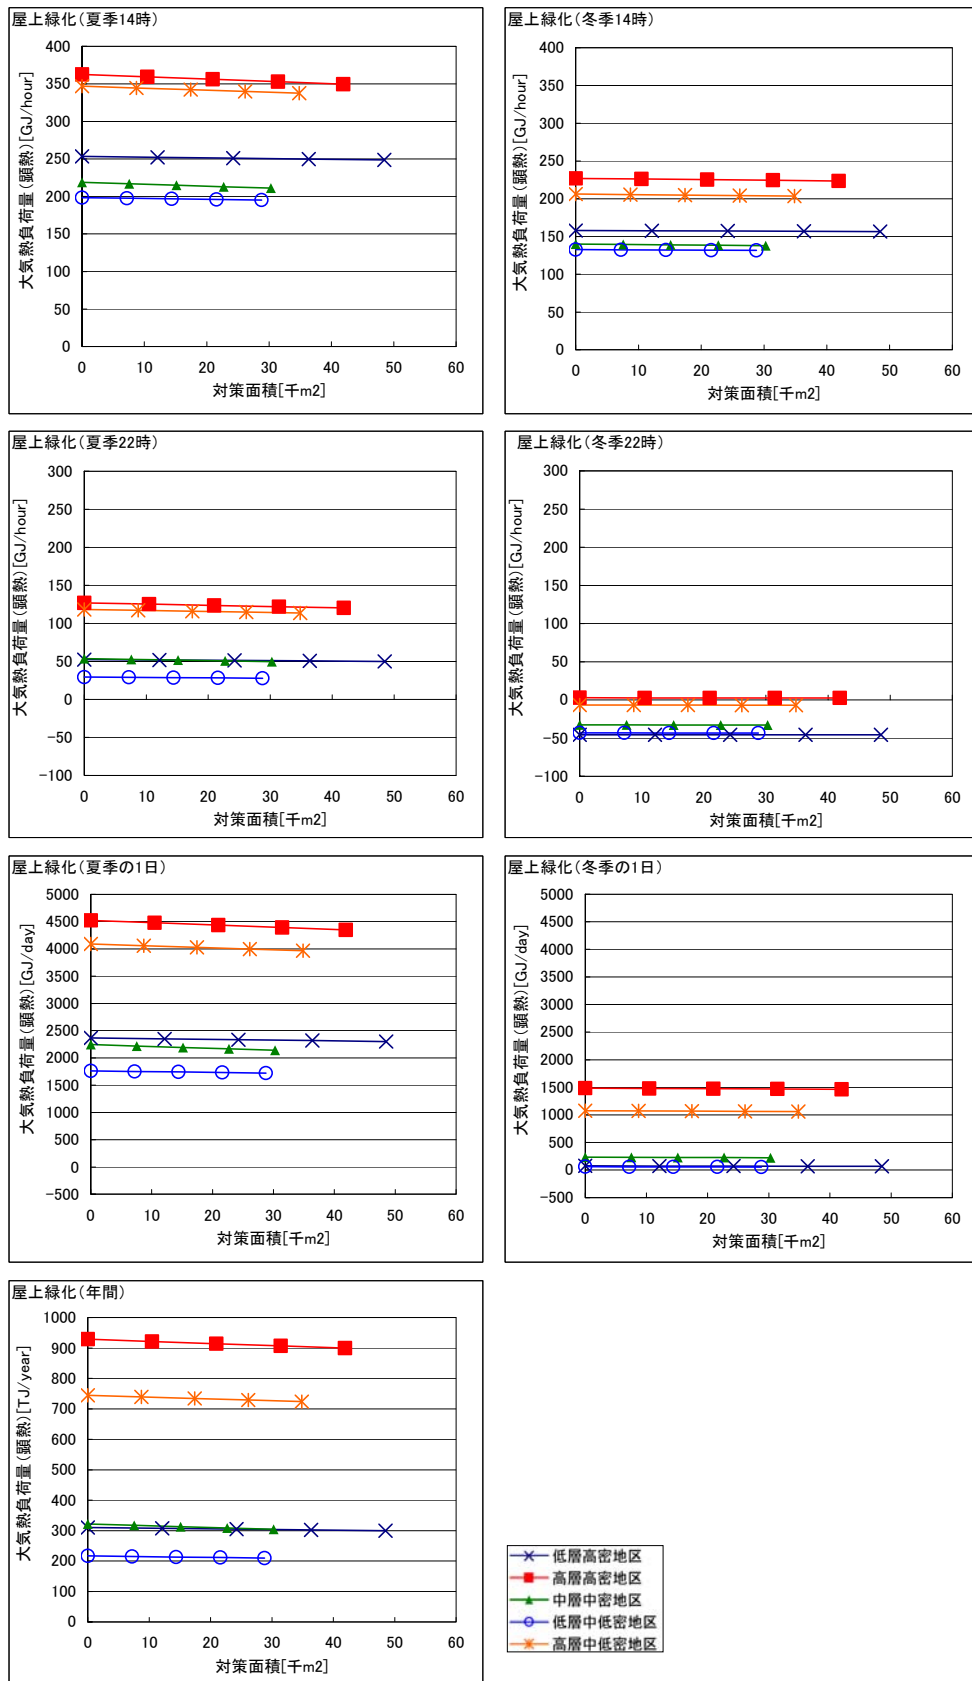 屋上緑化(夏季14時)
大気熱負荷量(顕熱)[GJ/hour]
400
350
300
250
200
150
100
50
0
0 10 20 30 40 50 60
対策面積[千m2]
屋上緑化(冬季14時)
大気熱負荷量(顕熱)[GJ/hour]
400
350
300
250
200
150
100
50
0
0 10 20 30 40 50 60
対策面積[千m2]
屋上緑化(夏季22時)
大気熱負荷量(顕熱)[GJ/hour]
300
250
200
150
100
50
0
-50
-100
0 10 20 30 40 50 60
対策面積[千m2]
屋上緑化(冬季22時)
大気熱負荷量(顕熱)[GJ/hour]
300
250
200
150
100
50
0
-50
-100
0 10 20 30 40 50 60
対策面積[千m2]
屋上緑化(夏季の1日)
大気熱負荷量(顕熱)[GJ/day]
5000
4500
4000
3500
3000
2500
2000
1500
1000
500
0
-500
0 10 20 30 40 50 60
対策面積[千m2]
屋上緑化(冬季の1日)
大気熱負荷量(顕熱)[GJ/day]
5000
4500
4000
3500
3000
2500
2000
1500
1000
500
0
-500
0 10 20 30 40 50 60
対策面積[千m2]
屋上緑化(年間)
大気熱負荷量(顕熱)[TJ/year]
1000
900
800
700
600
500
400
300
200
100
0
0 10 20 30 40 50 60
対策面積[千m2]
低層高密地区
高層高密地区
中層中密地区
低層中低密地区
高層中低密地区